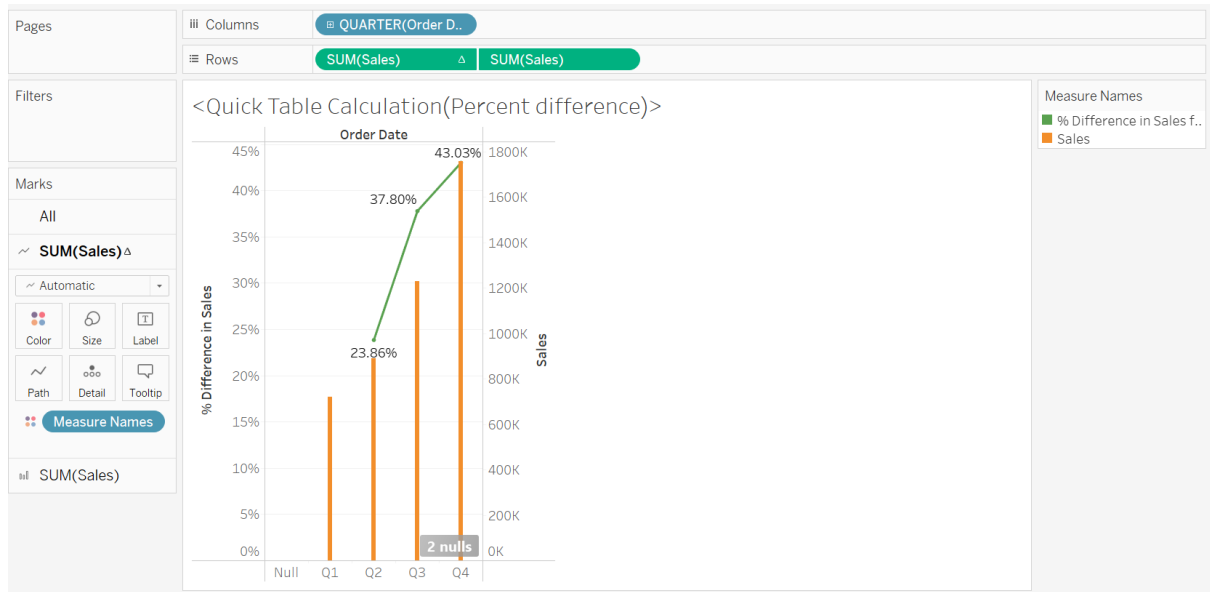 Pages
Columns
QUARTER(Order D..
Rows
SUM(Sales) Δ
SUM(Sales)
Filters
Marks
All
SUM(Sales) Δ
Automatic
Color
Size
Label
Path
Detail
Tooltip
Measure Names
SUM(Sales)
<Quick Table Calculation(Percent difference)>
Order Date
% Difference in Sales
45%
40%
35%
30%
25%
20%
15%
10%
5%
0%
43.03%
37.80%
23.86%
2 nulls
1800K
1600K
1400K
1200K
1000K
800K
600K
400K
200K
0K
Sales
Null Q1 Q2 Q3 Q4
Measure Names
% Difference in Sales f..
Sales